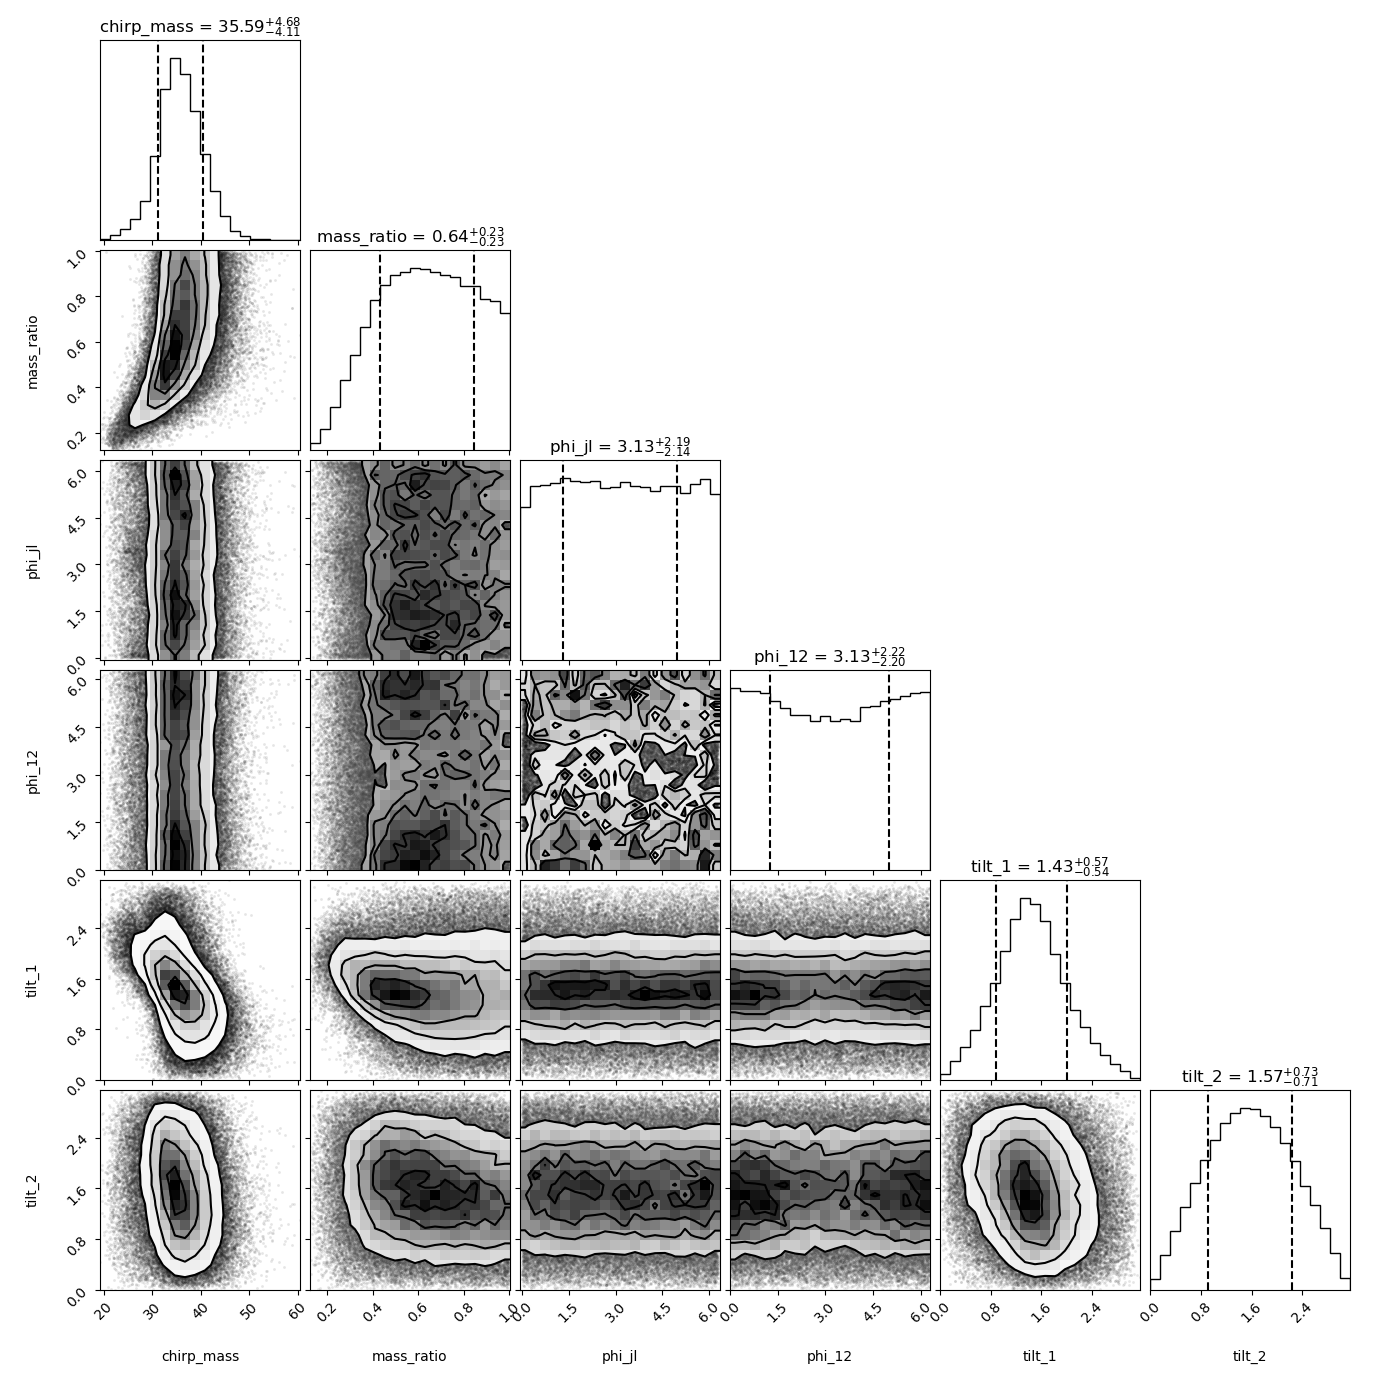 chirp_mass = 35.59+4.68−4.11
mass_ratio = 0.64+0.23−0.23
1.0
0.8
0.6
0.4
0.2
mass_ratio
phi_jl = 3.13+2.19−2.14
6.0
4.5
3.0
1.5
0.0
phi_jl
phi_12 = 3.13+2.22−2.20
6.0
4.5
3.0
1.5
0.0
phi_12
tilt_1 = 1.43+0.57−0.54
2.4
1.6
0.8
0.0
tilt_1
tilt_2 = 1.57+0.73−0.71
2.4
1.6
0.8
0.0
tilt_2
20 30 40 50 60 0.2 0.4 0.6 0.8 1.0 0.0 1.5 3.0 4.5 6.0 0.0 1.5 3.0 4.5 6.0 0.0 0.8 1.6 2.4 0.0 0.8 1.6 2.4
chirp_mass mass_ratio phi_jl phi_12 tilt_1 tilt_2